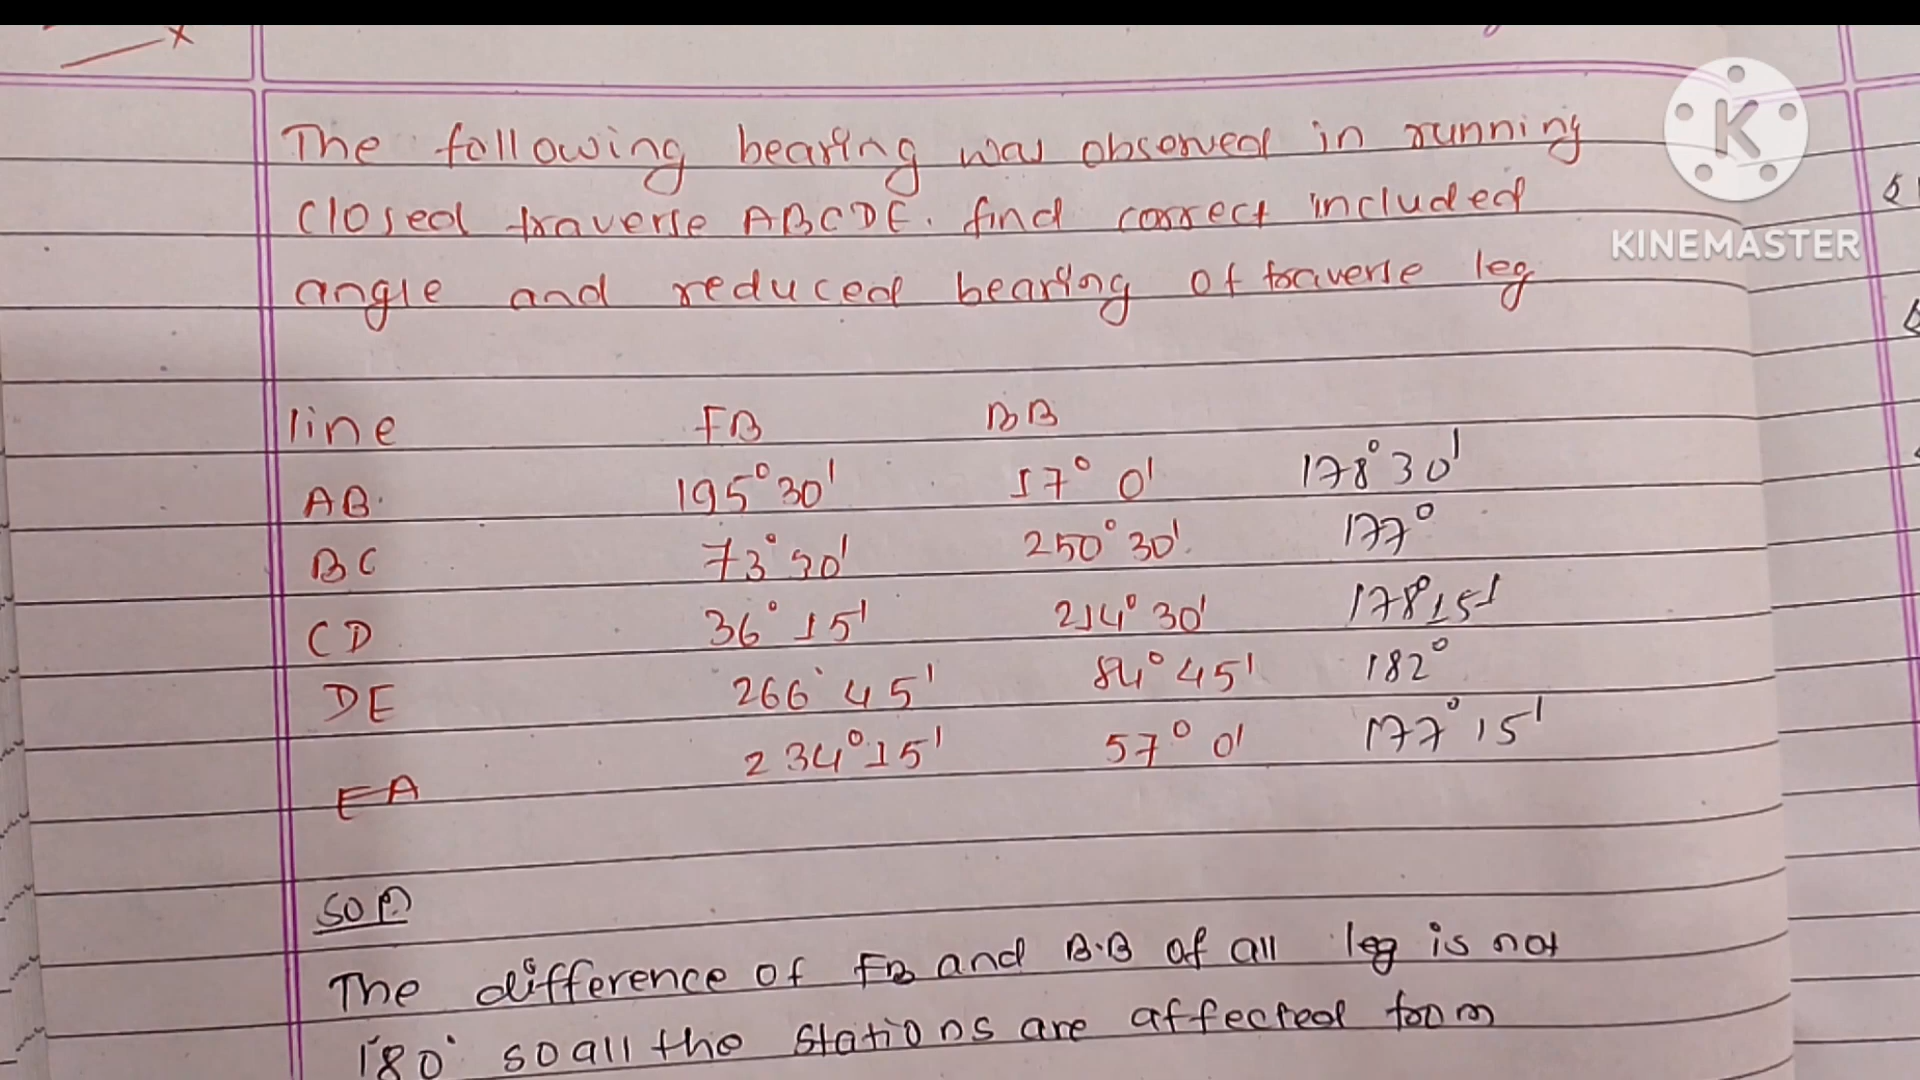 The following bearing was observed in running
closed traverse ABCDE. find correct included
angle and reduced bearing of traverse leg
KINEMASTER
line FB BB
AB. 195°30' 17° 0' 178°30'
BC 73°30' 250°30'. 177°
CD 36°15' 214°30' 178°15'
DE 266°45' 84°45' 182°
EA 234°15' 57° 0' 177°15'
Soln
The difference of FB and B.B of all leg is not
180° so all the stations are affected from